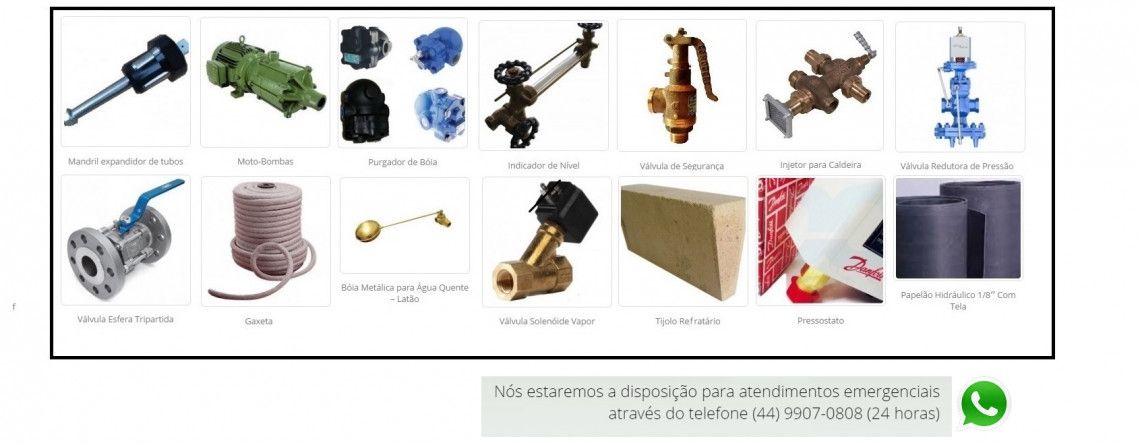 Mandril expandidor de tubos
Moto-Bombas
Purgador de Bóia
Indicador de Nível
Válvula de Segurança
Injetor para Caldeira
Válvula Redutora de Pressão
Válvula Esfera Tripartida
Gaxeta
Bóia Metálica para Água Quente
– Latão
Válvula Solenóide Vapor
Tijolo Refratário
Danfoss
Pressostato
Papelão Hidráulico 1/8″ Com
Tela
f
Nós estaremos a disposição para atendimentos emergenciais
através do telefone (44) 9907-0808 (24 horas)